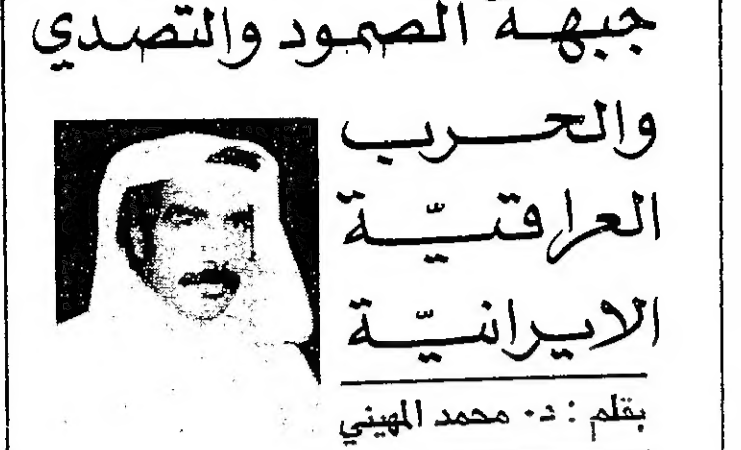 جبهة الصمود والتصدي
والحرب
العراقيّة
الايرانيّة
بقلم : د. محمد المهيني